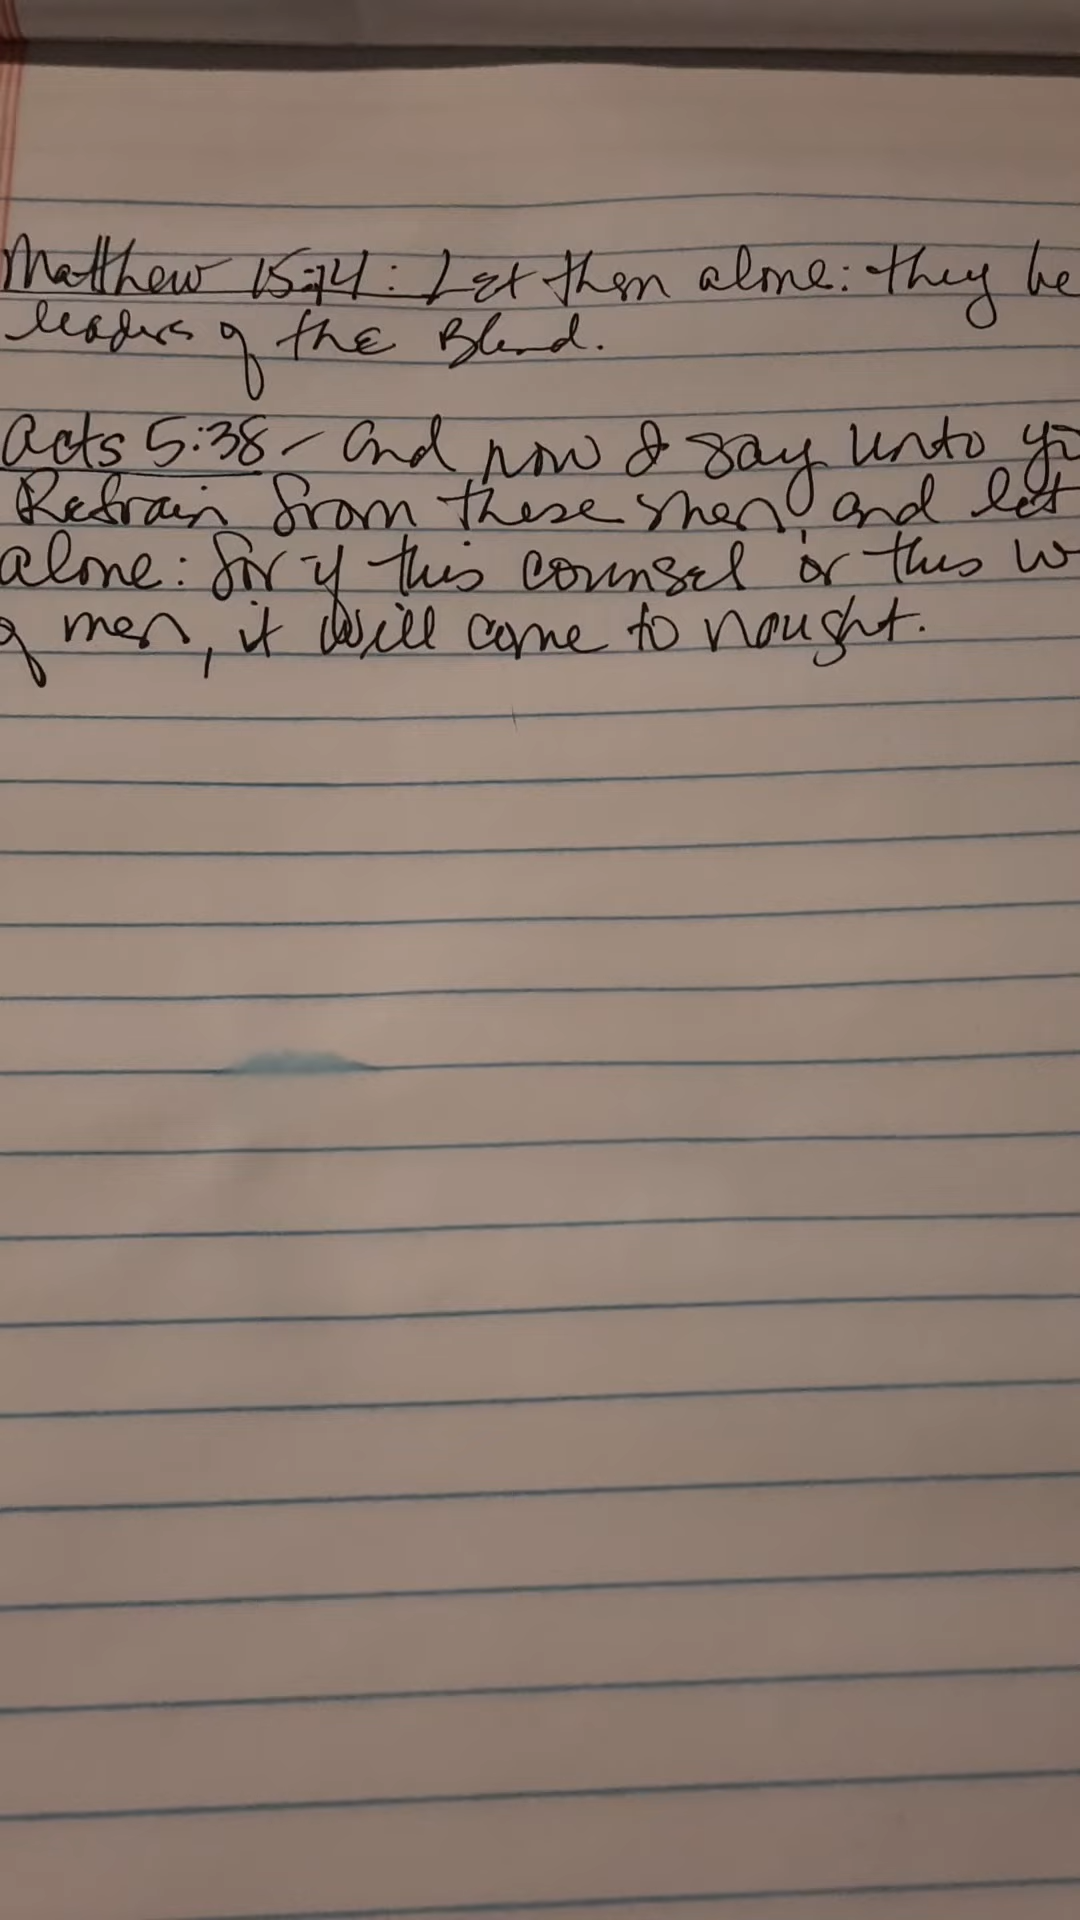 Matthew 15:14: Let them alone: they be
leaders of the Blind.
Acts 5:38 - And now I say unto yo
Refrain from these men, and let
alone: for if this counsel or this w
of men, it will come to nought.